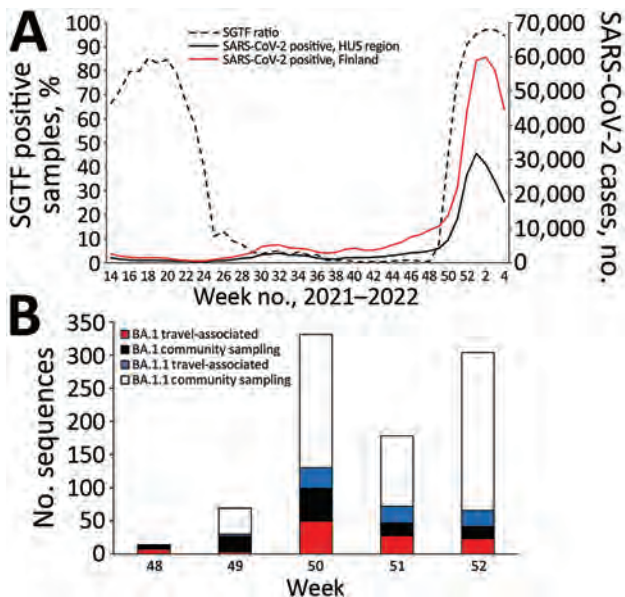 A
SGTF ratio
SARS-CoV-2 positive, HUS region
SARS-CoV-2 positive, Finland
SGTF positive
samples, %
100
90
80
70
60
50
40
30
20
10
0
SARS-CoV-2 cases, no.
70,000
60,000
50,000
40,000
30,000
20,000
10,000
0
14 16 18 20 22 24 26 28 30 32 34 36 38 40 42 44 46 48 50 52 2 4
Week no., 2021–2022
B
BA.1 travel-associated
BA.1 community sampling
BA.1.1 travel-associated
BA.1.1 community sampling
No. sequences
350
300
250
200
150
100
50
0
48 49 50 51 52
Week